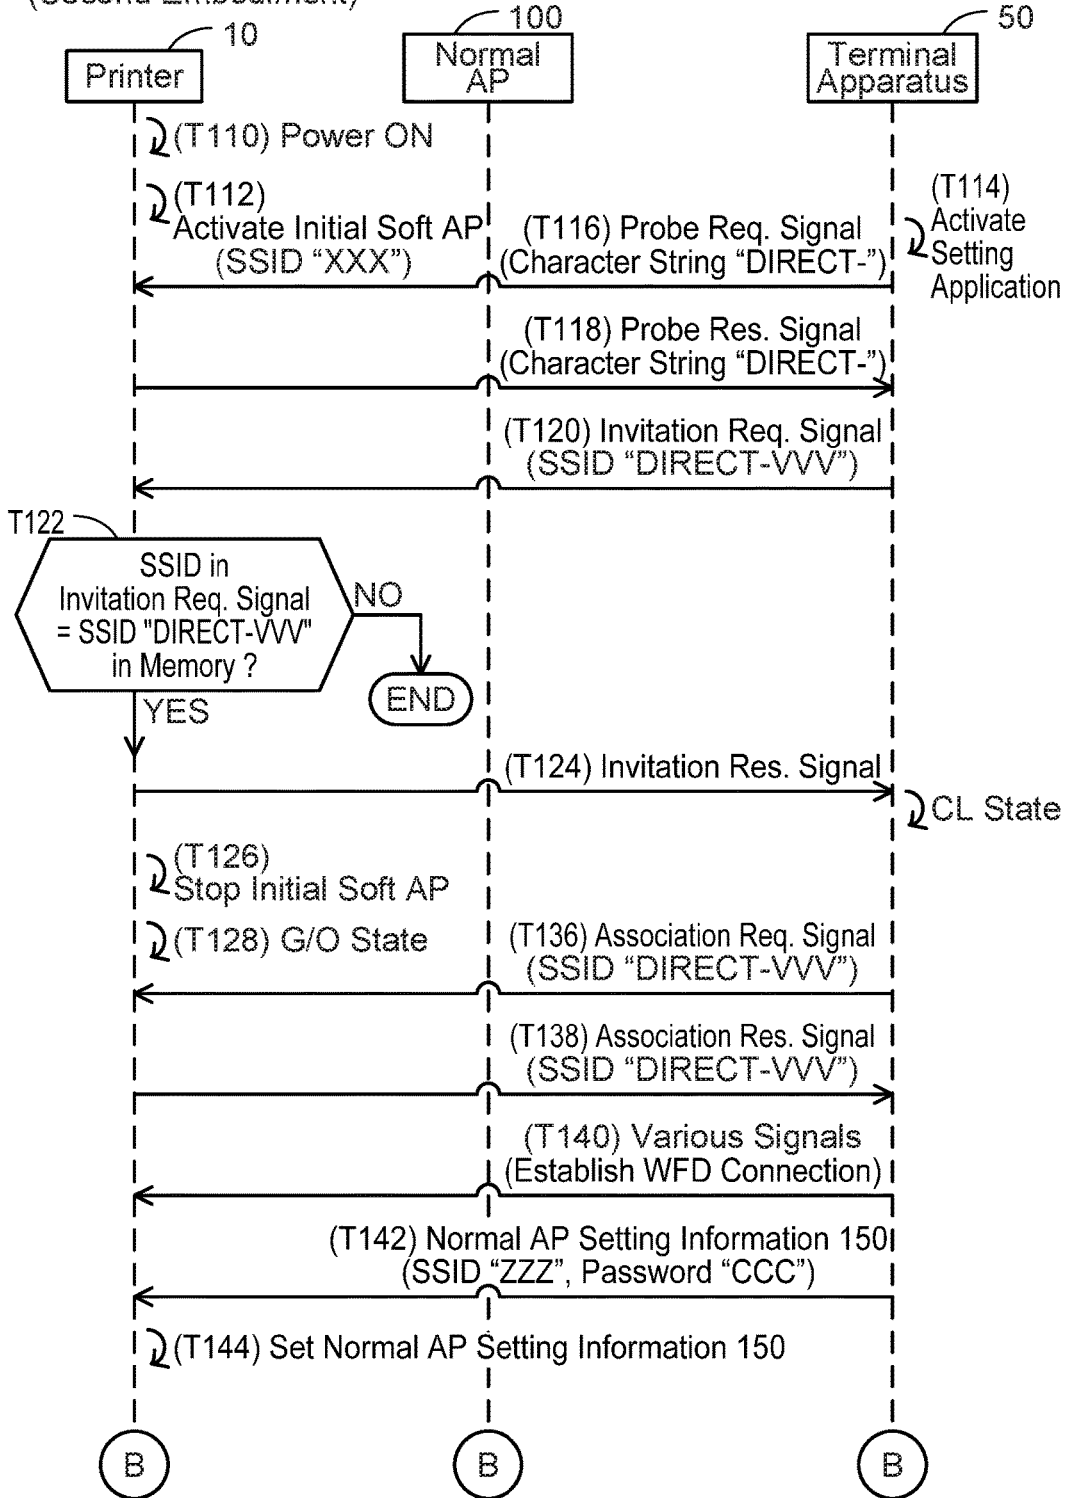 (Second Embodiment)
10
100
50
Printer
Normal
AP
Terminal
Apparatus
(T110) Power ON
(T112)
Activate Initial Soft AP
(SSID “XXX”)
(T114)
Activate
Setting
Application
(T116) Probe Req. Signal
(Character String “DIRECT-”)
(T118) Probe Res. Signal
(Character String “DIRECT-”)
(T120) Invitation Req. Signal
(SSID “DIRECT-VVV”)
T122
SSID in
Invitation Req. Signal
= SSID "DIRECT-VVV"
in Memory ?
NO
END
YES
(T124) Invitation Res. Signal
CL State
(T126)
Stop Initial Soft AP
(T128) G/O State
(T136) Association Req. Signal
(SSID “DIRECT-VVV”)
(T138) Association Res. Signal
(SSID “DIRECT-VVV”)
(T140) Various Signals
(Establish WFD Connection)
(T142) Normal AP Setting Information 150
(SSID “ZZZ”, Password “CCC”)
(T144) Set Normal AP Setting Information 150
B
B
B